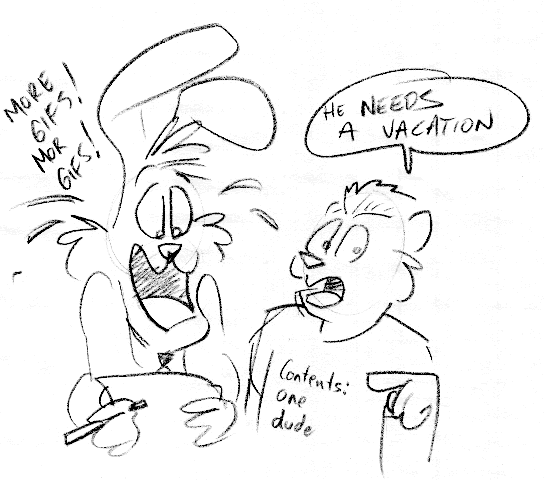 MORE
GIFS!
MOR
GIFS!
HE NEEDS
A VACATION
Contents:
one
dude